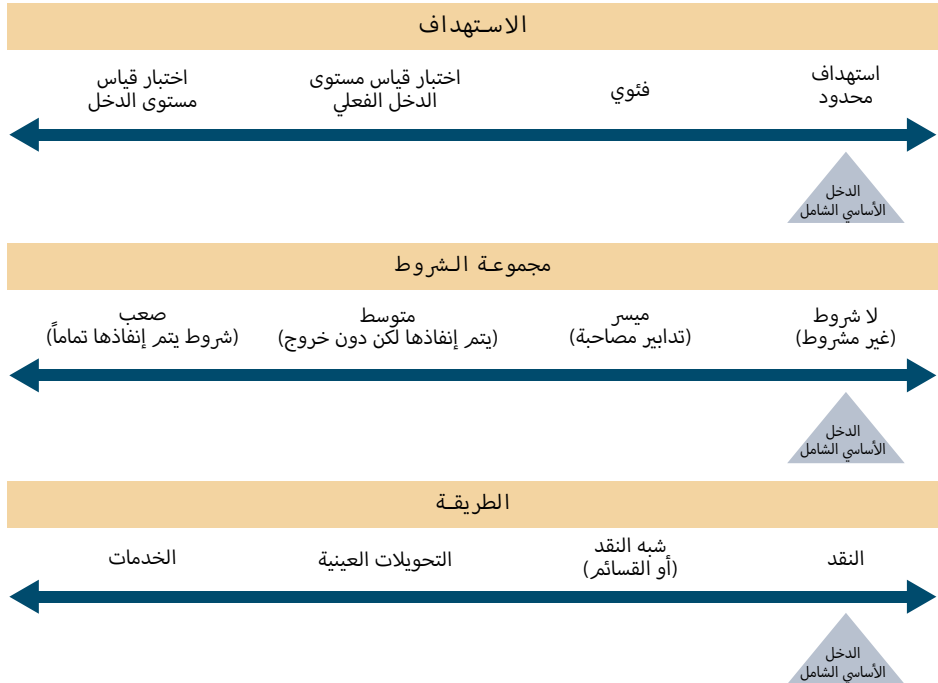 الاستهداف
استهداف
محدود
فئوي
اختبار قياس مستوى
الدخل الفعلي
اختبار قياس
مستوى الدخل
الدخل
الأساسي الشامل
مجموعة الشروط
لا شروط
(غير مشروط)
ميسر
(تدابير مصاحبة)
متوسط
(يتم إنفاذها لكن دون خروج)
صعب
(شروط يتم إنفاذها تماماً)
الدخل
الأساسي الشامل
الطريقة
النقد
شبه النقد
(أو القسائم)
التحويلات العينية
الخدمات
الدخل
الأساسي الشامل